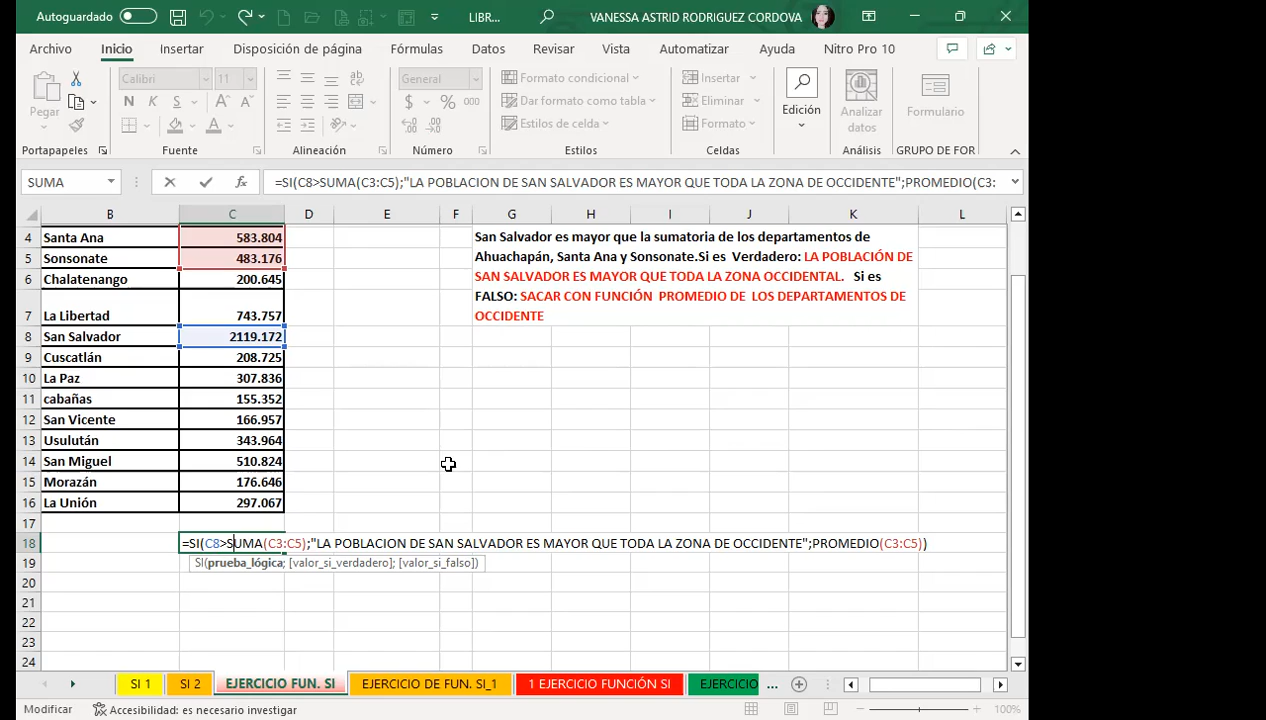 Autoguardado LIBR... VANESSA ASTRID RODRIGUEZ CORDOVA
Archivo Inicio Insertar Disposición de página Fórmulas Datos Revisar Vista Automatizar Ayuda Nitro Pro 10
Pegar Calibri 11 General Formato condicional Insertar Edición Analizar datos Formulario
N K S $ % 000 Dar formato como tabla Eliminar
Estilos de celda Formato
Portapapeles Fuente Alineación Número Estilos Celdas Análisis GRUPO DE FOR
SUMA fx =SI(C8>SUMA(C3:C5);"LA POBLACION DE SAN SALVADOR ES MAYOR QUE TODA LA ZONA DE OCCIDENTE";PROMEDIO(C3:
B C D E F G H I J K L
4 Santa Ana 583.804 San Salvador es mayor que la sumatoria de los departamentos de
5 Sonsonate 483.176 Ahuachapán, Santa Ana y Sonsonate.Si es Verdadero: LA POBLACIÓN DE
6 Chalatenango 200.645 SAN SALVADOR ES MAYOR QUE TODA LA ZONA OCCIDENTAL. Si es
FALSO: SACAR CON FUNCIÓN PROMEDIO DE LOS DEPARTAMENTOS DE
7 La Libertad 743.757 OCCIDENTE
8 San Salvador 2119.172
9 Cuscatlán 208.725
10 La Paz 307.836
11 cabañas 155.352
12 San Vicente 166.957
13 Usulután 343.964
14 San Miguel 510.824
15 Morazán 176.646
16 La Unión 297.067
17
18 =SI(C8>SUMA(C3:C5);"LA POBLACION DE SAN SALVADOR ES MAYOR QUE TODA LA ZONA DE OCCIDENTE";PROMEDIO(C3:C5))
19 SI(prueba_lógica; [valor_si_verdadero]; [valor_si_falso])
20
21
22
23
24
SI 1 SI 2 EJERCICIO FUN. SI EJERCICIO DE FUN. SI_1 1 EJERCICIO FUNCIÓN SI EJERCICIO ...
Modificar Accesibilidad: es necesario investigar 100%